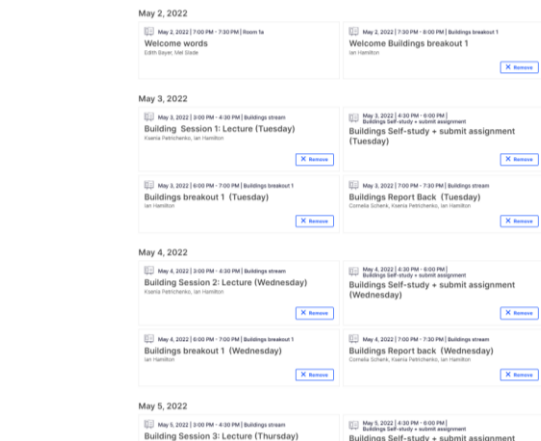 May 2, 2022
May 2, 2022 | 7:00 PM - 7:30 PM | Room 1a
Welcome words
Edith Bayer, Mel Slade
May 2, 2022 | 7:30 PM - 8:00 PM | Buildings breakout 1
Welcome Buildings breakout 1
Ian Hamilton
Remove
May 3, 2022
May 3, 2022 | 3:00 PM - 4:30 PM | Buildings stream
Building Session 1: Lecture (Tuesday)
Ksenia Petrichenko, Ian Hamilton
Remove
May 3, 2022 | 4:30 PM - 6:00 PM |
Buildings Self-study + submit assignment
Buildings Self-study + submit assignment
(Tuesday)
Remove
May 3, 2022 | 6:00 PM - 7:00 PM | Buildings breakout 1
Buildings breakout 1 (Tuesday)
Ian Hamilton
Remove
May 3, 2022 | 7:00 PM - 7:30 PM | Buildings stream
Buildings Report Back (Tuesday)
Cornelia Schenk, Ksenia Petrichenko, Ian Hamilton
Remove
May 4, 2022
May 4, 2022 | 3:00 PM - 4:30 PM | Buildings stream
Building Session 2: Lecture (Wednesday)
Ksenia Petrichenko, Ian Hamilton
Remove
May 4, 2022 | 4:30 PM - 6:00 PM |
Buildings Self-study + submit assignment
Buildings Self-study + submit assignment
(Wednesday)
Remove
May 4, 2022 | 6:00 PM - 7:00 PM | Buildings breakout 1
Buildings breakout 1 (Wednesday)
Ian Hamilton
Remove
May 4, 2022 | 7:00 PM - 7:30 PM | Buildings stream
Buildings Report back (Wednesday)
Cornelia Schenk, Ksenia Petrichenko, Ian Hamilton
Remove
May 5, 2022
May 5, 2022 | 3:00 PM - 4:30 PM | Buildings stream
Building Session 3: Lecture (Thursday)
May 5, 2022 | 4:30 PM - 6:00 PM |
Buildings Self-study + submit assignment
Buildings Self-study + submit assignment